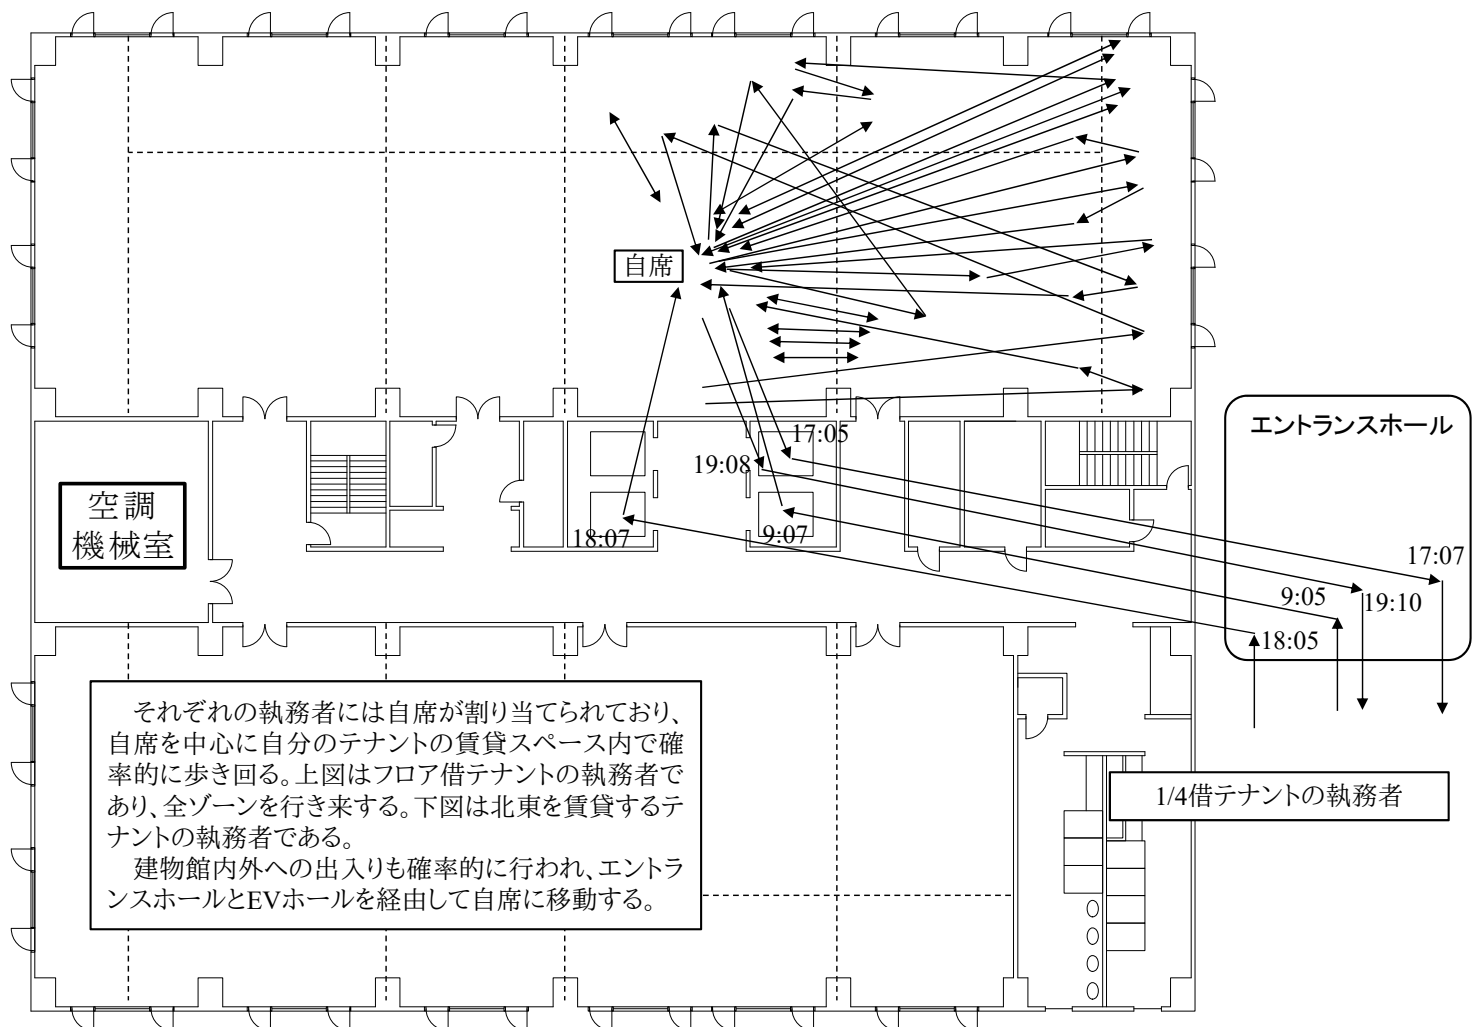 自席
エントランスホール
17:05
19:08
空調
機械室
18:07
9:07
17:07
9:05
19:10
18:05
それぞれの執務者には自席が割り当てられており、
自席を中心に自分のテナントの賃貸スペース内で確
率的に歩き回る。上図はフロア借テナントの執務者で
あり、全ゾーンを行き来する。下図は北東を賃貸するテ
ナントの執務者である。
建物館内外への出入りも確率的に行われ、エントラ
ンスホールとEVホールを経由して自席に移動する。
1/4借テナントの執務者